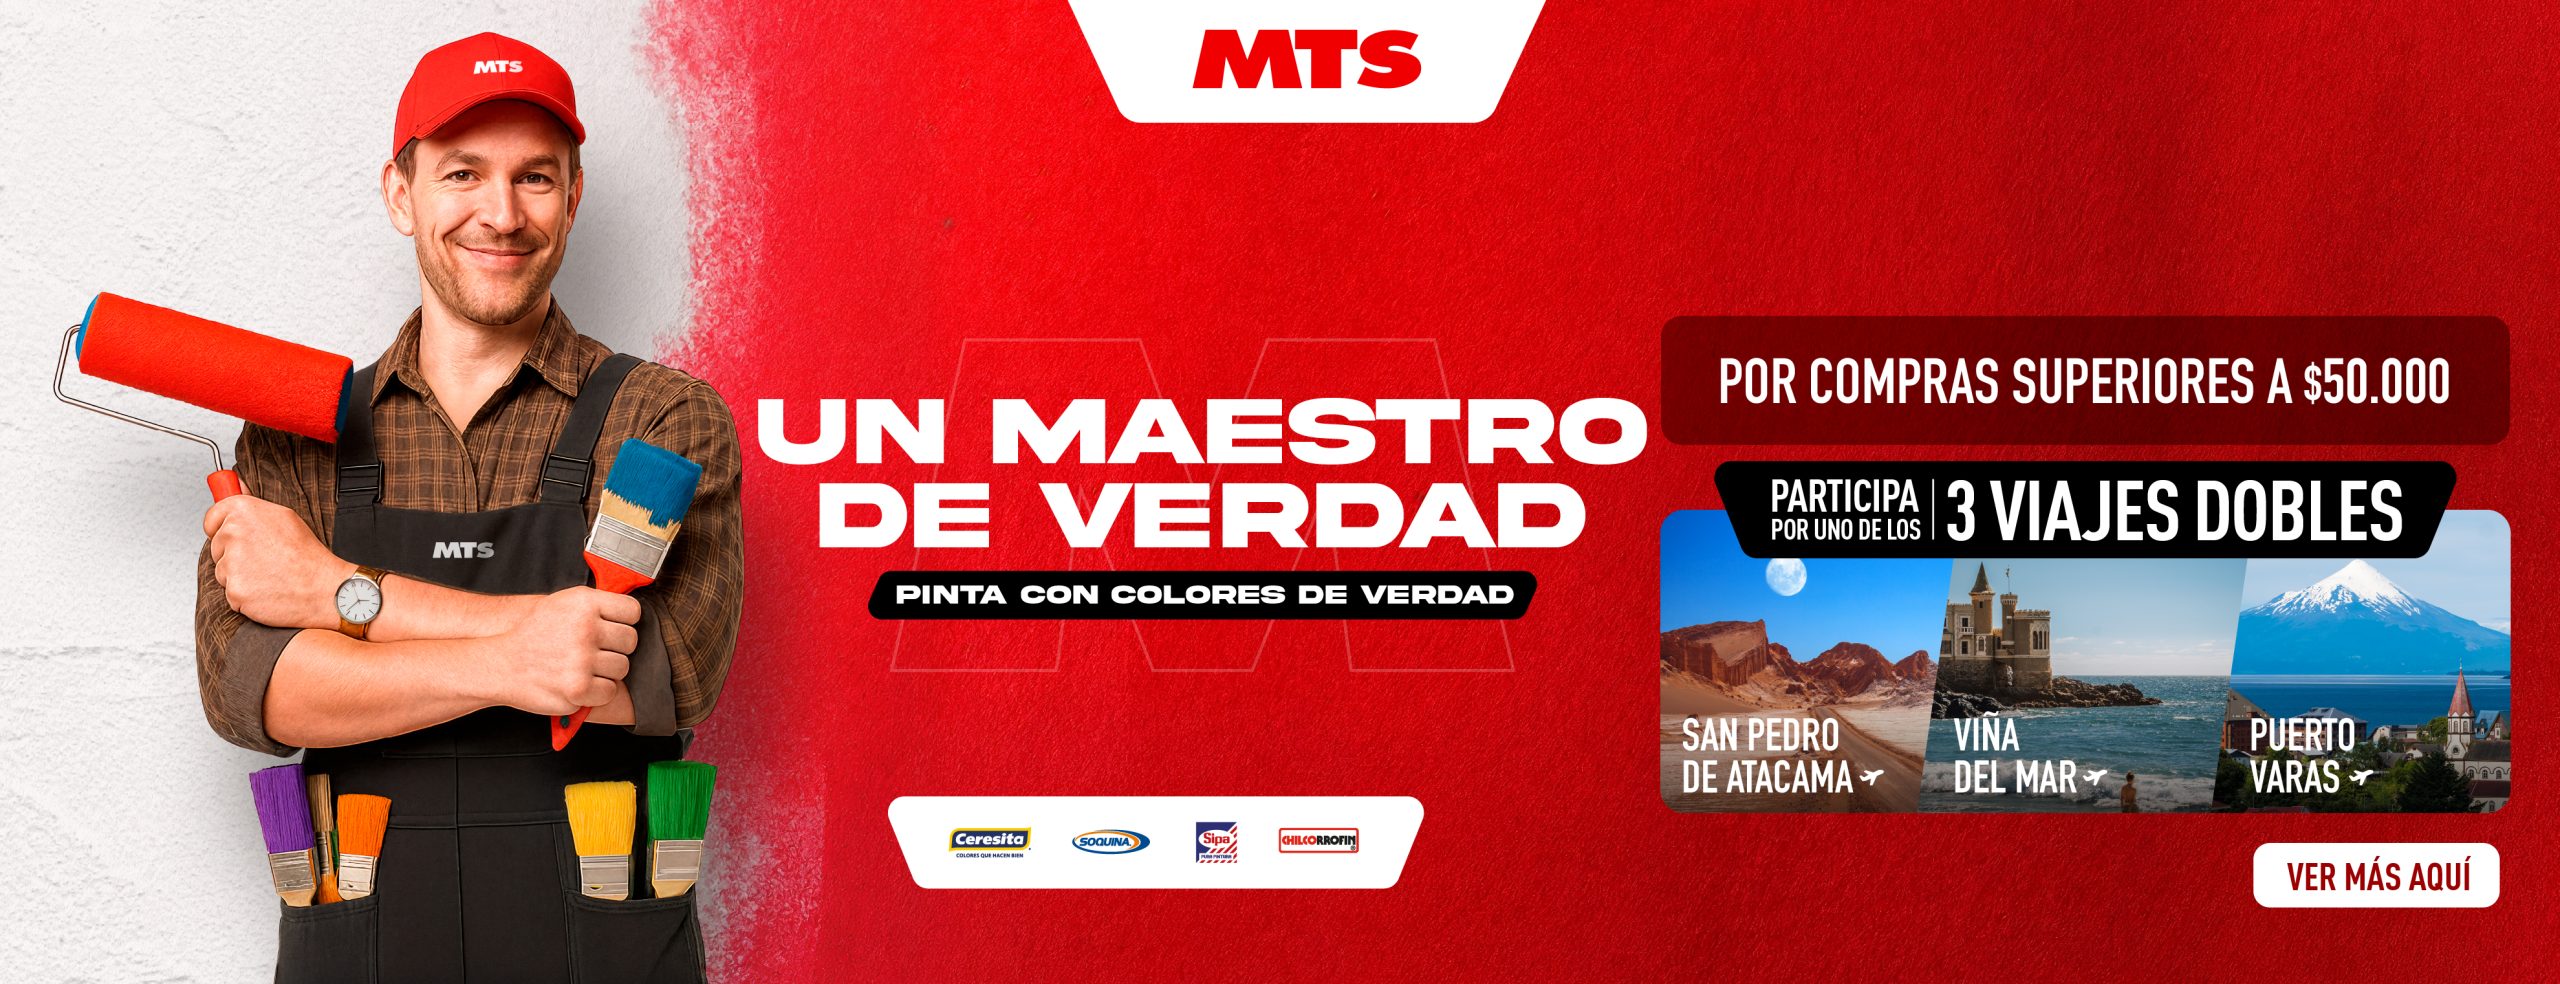 MTS
MTS
MTS
UN MAESTRO
DE VERDAD
PINTA CON COLORES DE VERDAD
Ceresita
COLORES QUE HACEN BIEN
SOQUINA
Sipa
PURA PINTURA
CHILCORROFIN
POR COMPRAS SUPERIORES A $50.000
PARTICIPA
POR UNO DE LOS
3 VIAJES DOBLES
SAN PEDRO
DE ATACAMA
VIÑA
DEL MAR
PUERTO
VARAS
VER MÁS AQUÍ